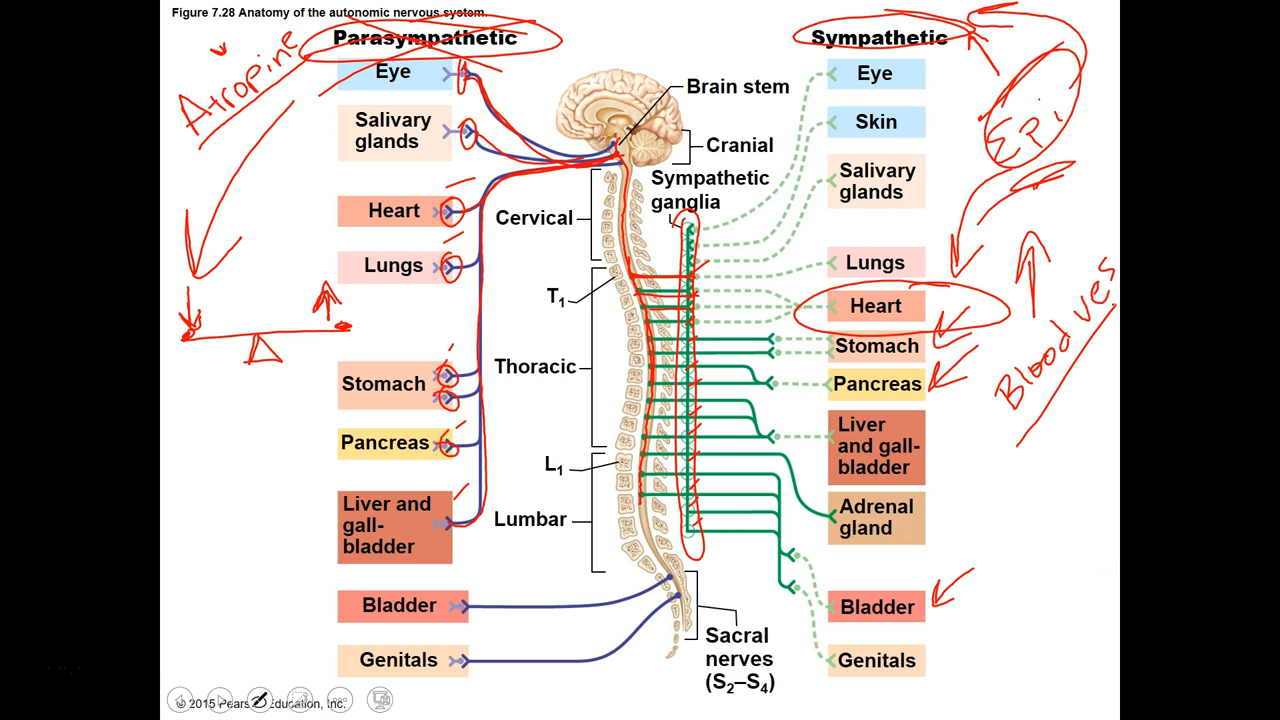 Figure 7.28 Anatomy of the autonomic nervous system.
Parasympathetic
Atropine
Eye
Salivary
glands
Heart
Lungs
Stomach
Pancreas
Liver and
gall-
bladder
Bladder
Genitals
Brain stem
Cranial
Sympathetic
ganglia
Cervical
T1
Thoracic
L1
Lumbar
Sacral
nerves
(S2–S4)
Sympathetic
Epi
Eye
Skin
Salivary
glands
Lungs
Heart
Stomach
Pancreas
Liver
and gall-
bladder
Adrenal
gland
Bladder
Genitals
Blood ves
© 2015 Pears Education, Inc.